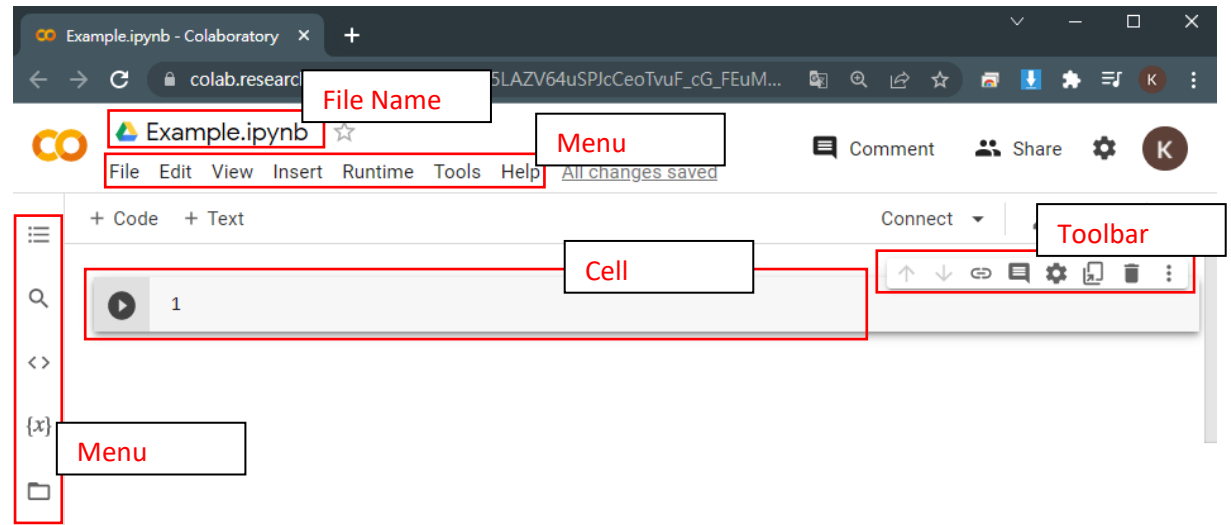 Example.ipynb - Colaboratory
colab.research
5LAZV64uSPJcCeoTvuF_cG_FEuM...
K
File Name
Example.ipynb
Menu
Comment
Share
K
File Edit View Insert Runtime Tools Help All changes saved
+ Code + Text
Connect
Toolbar
Cell
1
{x}
Menu